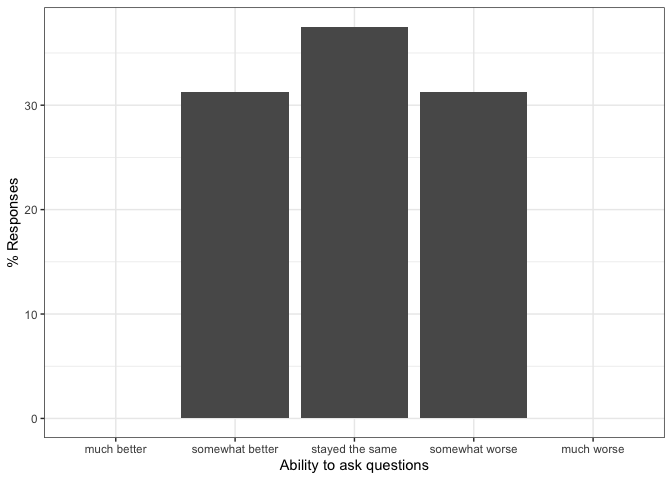 30
20
10
0
% Responses
much better somewhat better stayed the same somewhat worse much worse
Ability to ask questions